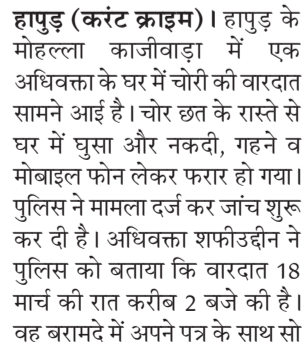 हापुड़ (करंट क्राइम)। हापुड़ के
मोहल्ला काजीवाड़ा में एक
अधिवक्ता के घर में चोरी की वारदात
सामने आई है। चोर छत के रास्ते से
घर में घुसा और नकदी, गहने व
मोबाइल फोन लेकर फरार हो गया।
पुलिस ने मामला दर्ज कर जांच शुरू
कर दी है। अधिवक्ता शफीउद्दीन ने
पुलिस को बताया कि वारदात 18
मार्च की रात करीब 2 बजे की है।
वह बरामदे में अपने पत्र के साथ सो